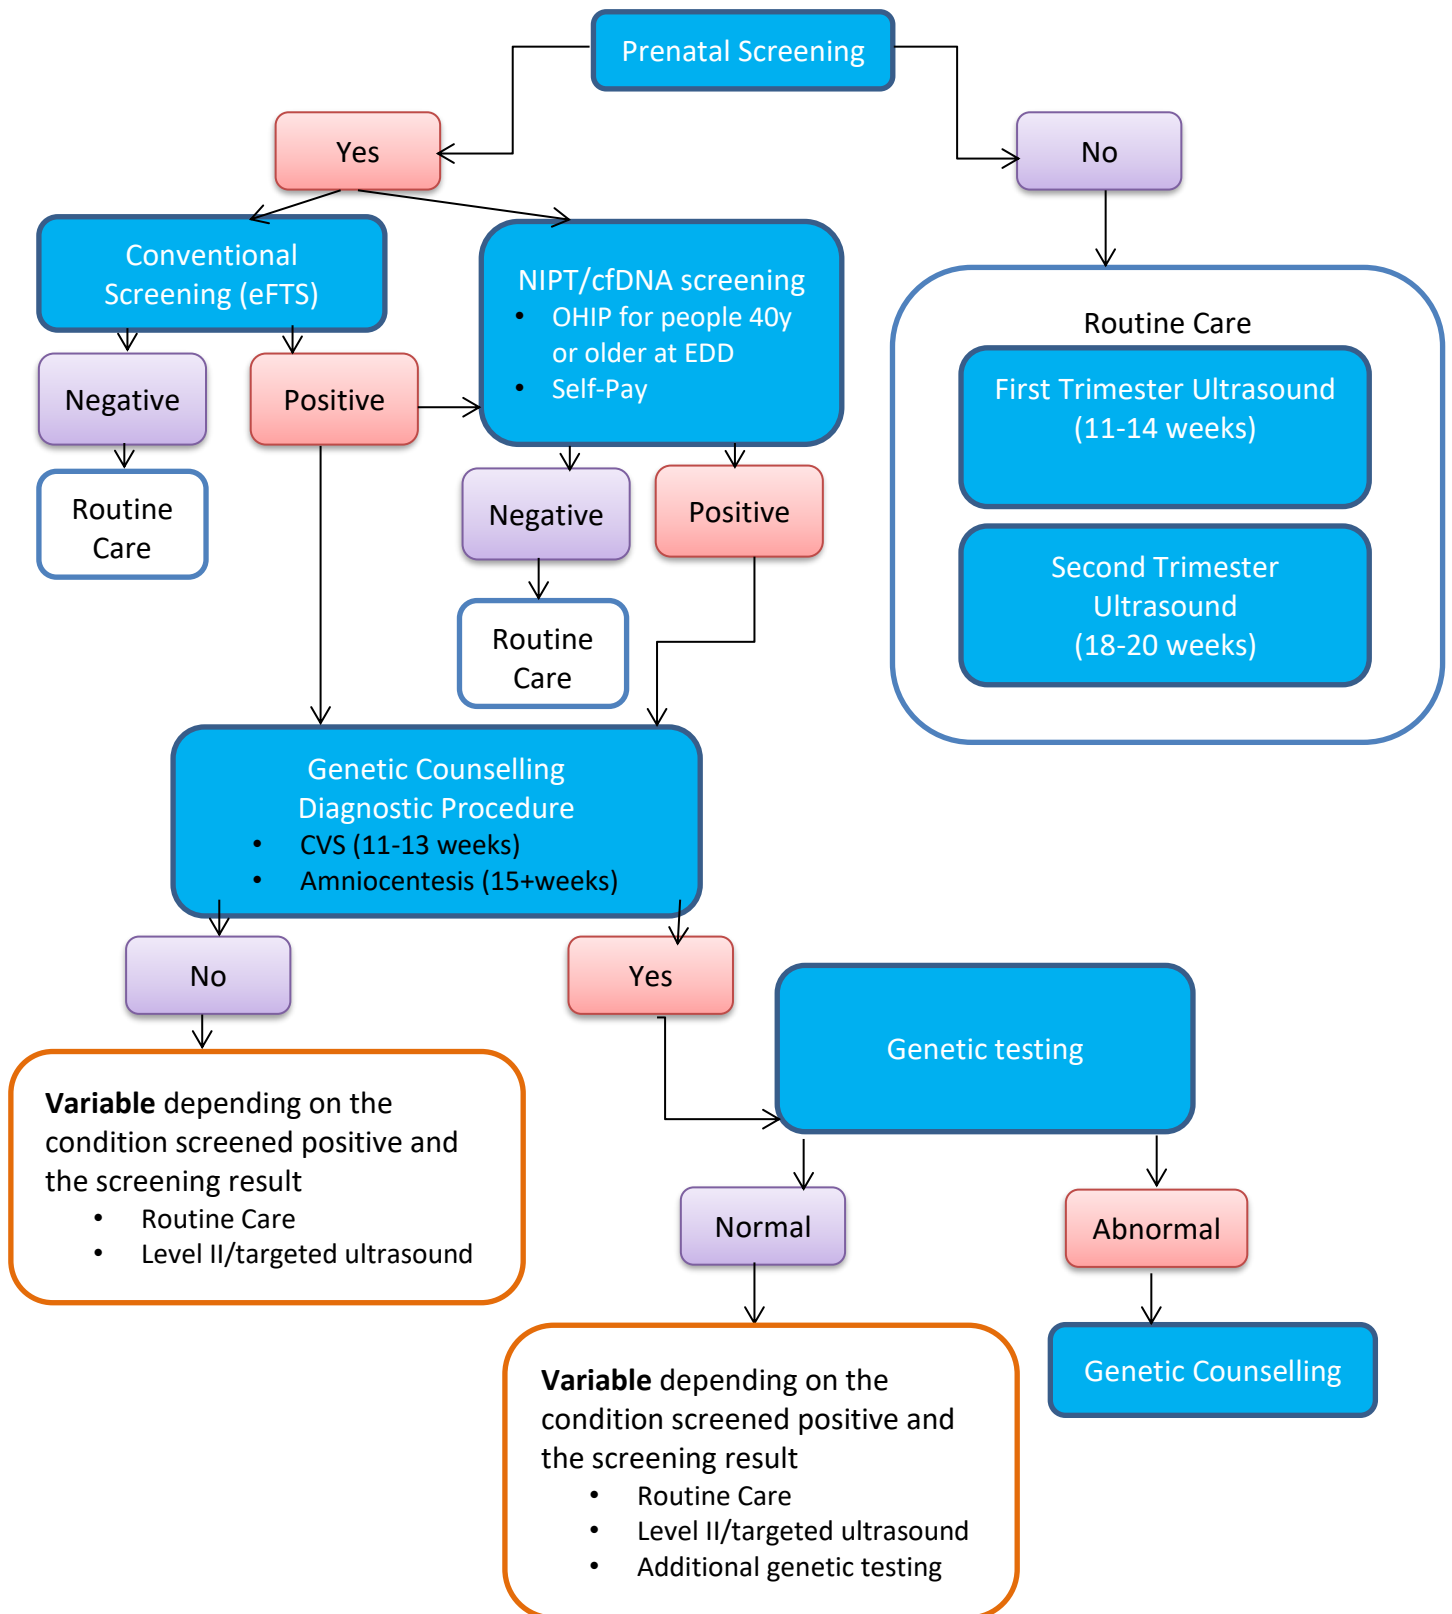 Prenatal Screening
Yes
No
Conventional
Screening (eFTS)
NIPT/cfDNA screening
• OHIP for people 40y
or older at EDD
• Self-Pay
Routine Care
First Trimester Ultrasound
(11-14 weeks)
Second Trimester
Ultrasound
(18-20 weeks)
Negative
Positive
Routine
Care
Negative
Positive
Routine
Care
Genetic Counselling
Diagnostic Procedure
• CVS (11-13 weeks)
• Amniocentesis (15+weeks)
No
Yes
Genetic testing
Variable depending on the
condition screened positive and
the screening result
• Routine Care
• Level II/targeted ultrasound
Normal
Abnormal
Variable depending on the
condition screened positive and
the screening result
• Routine Care
• Level II/targeted ultrasound
• Additional genetic testing
Genetic Counselling